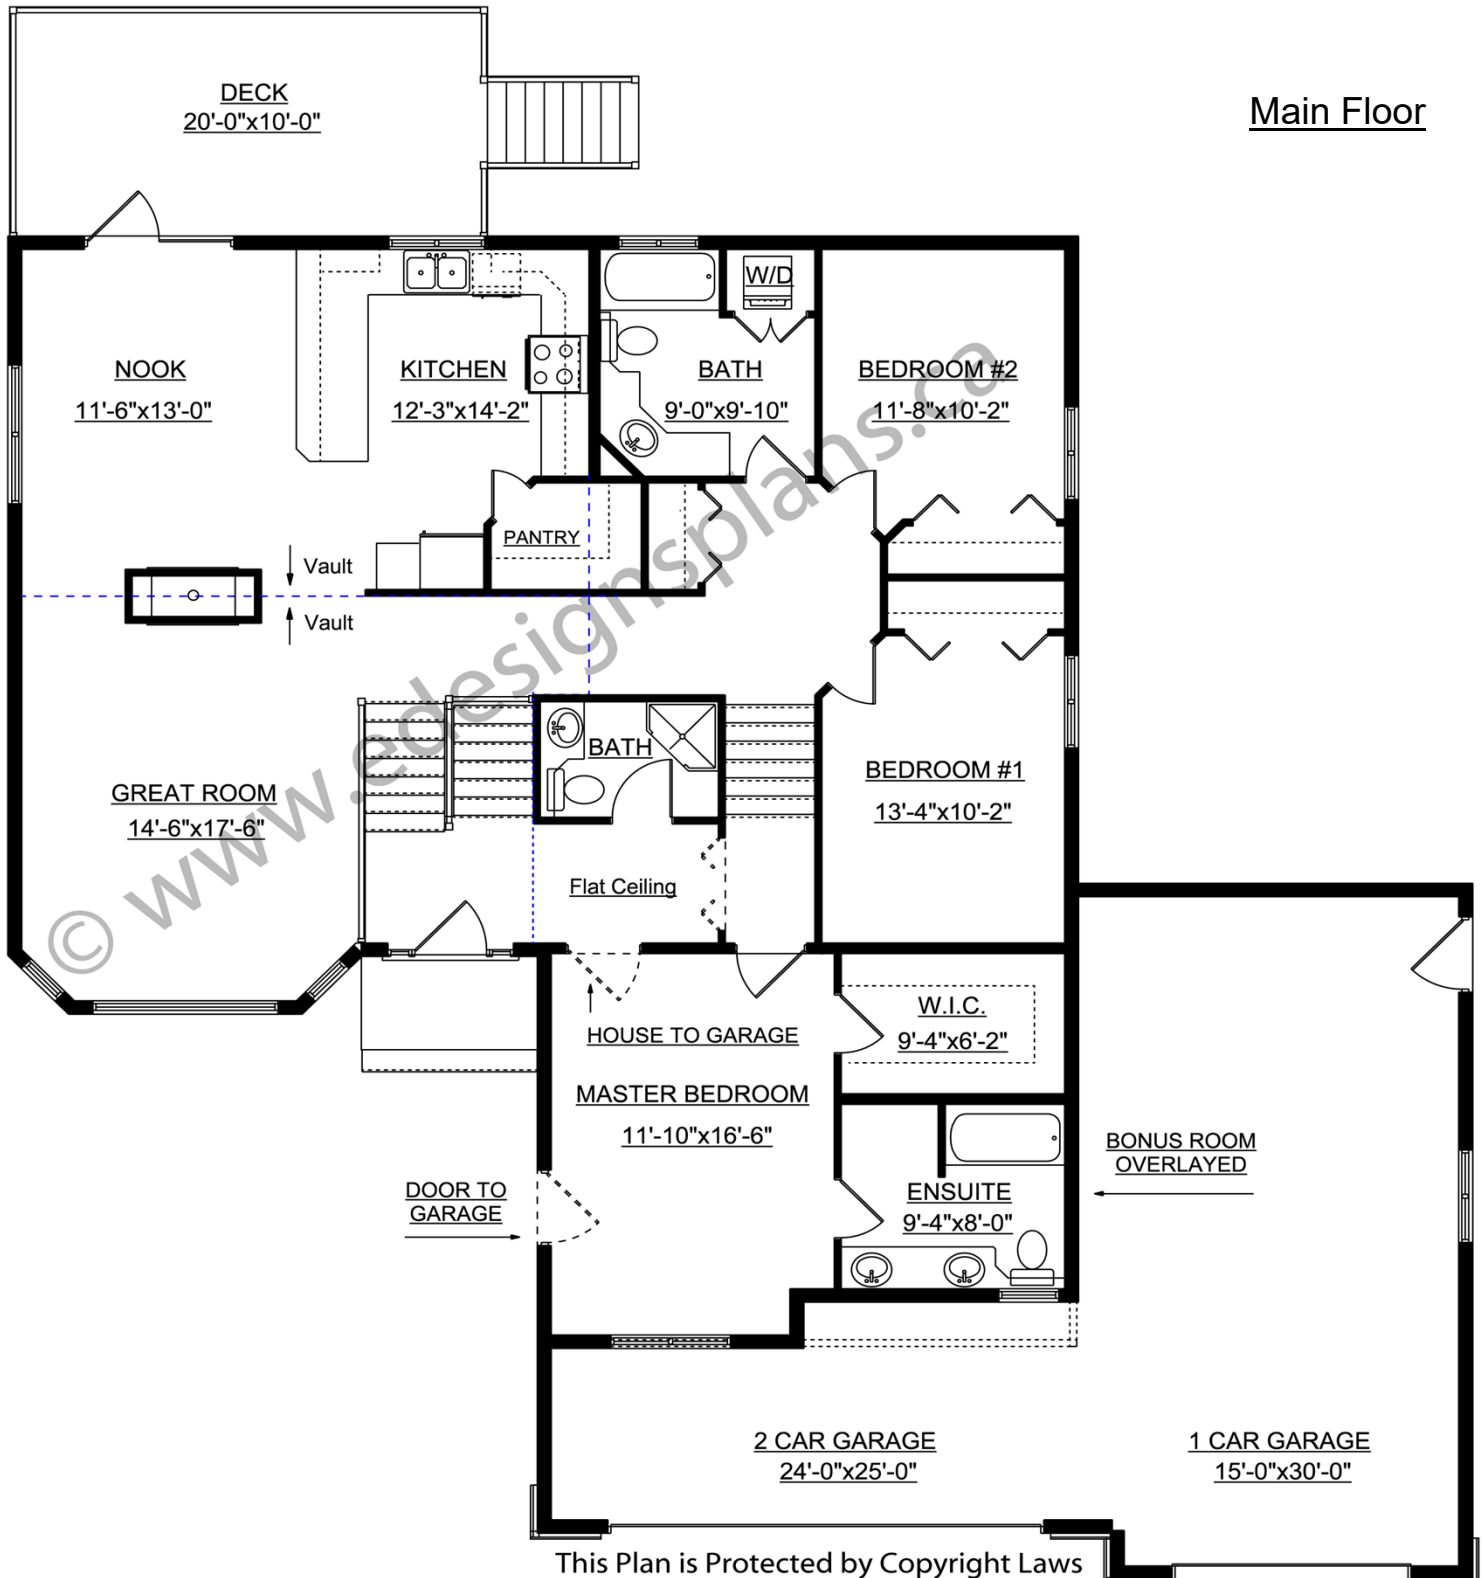 DECK
20'-0"x10'-0"
Main Floor
W/D
NOOK
11'-6"x13'-0"
KITCHEN
12'-3"x14'-2"
BATH
9'-0"x9'-10"
BEDROOM #2
11'-8"x10'-2"
PANTRY
Vault
Vault
BATH
GREAT ROOM
14'-6"x17'-6"
BEDROOM #1
13'-4"x10'-2"
Flat Ceiling
© www.edesignsplans.ca
W.I.C.
9'-4"x6'-2"
HOUSE TO GARAGE
MASTER BEDROOM
11'-10"x16'-6"
BONUS ROOM
OVERLAYED
DOOR TO
GARAGE
ENSUITE
9'-4"x8'-0"
2 CAR GARAGE
24'-0"x25'-0"
1 CAR GARAGE
15'-0"x30'-0"
This Plan is Protected by Copyright Laws